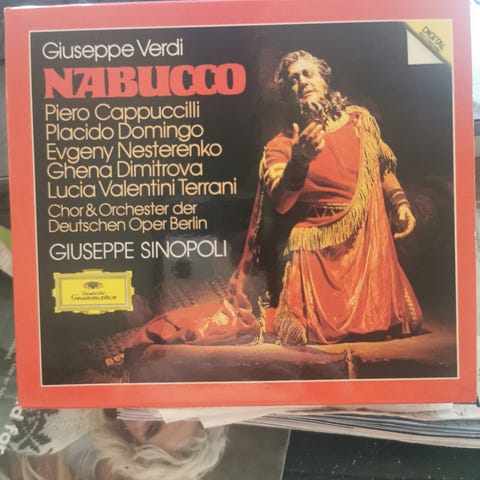 Giuseppe Verdi
NABUCCO
Piero Cappuccilli
Placido Domingo
Evgeny Nesterenko
Ghena Dimitrova
Lucia Valentini Terrani
Chor & Orchester der
Deutschen Oper Berlin
GIUSEPPE SINOPOLI
Deutsche
Grammophon
DIGITAL